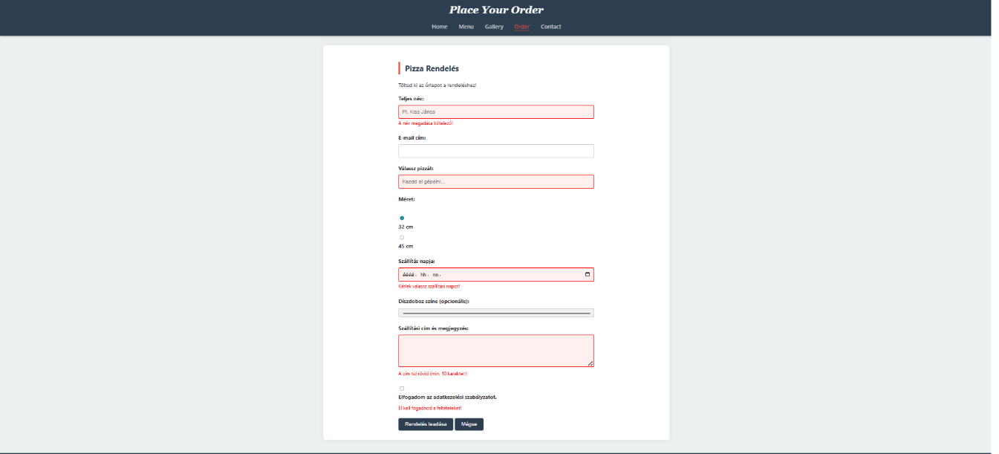 Place Your Order
Home Menu Gallery Order Contact
Pizza Rendelés
Töltsd ki az űrlapot a rendeléshez!
Teljes név:
Pl. Kiss János
A név megadása kötelező!
E-mail cím:
Válassz pizzát:
Kezdd el gépelni...
Méret:
32 cm
45 cm
Szállítás napja:
éééé. hh. nn.
Kérlek válassz szállítási napot!
Díszdoboz színe (opcionális):
Szállítási cím és megjegyzés:
A cím túl rövid (min. 10 karakter)!
Elfogadom az adatkezelési szabályzatot.
El kell fogadnod a feltételeket!
Rendelés leadása Mégse